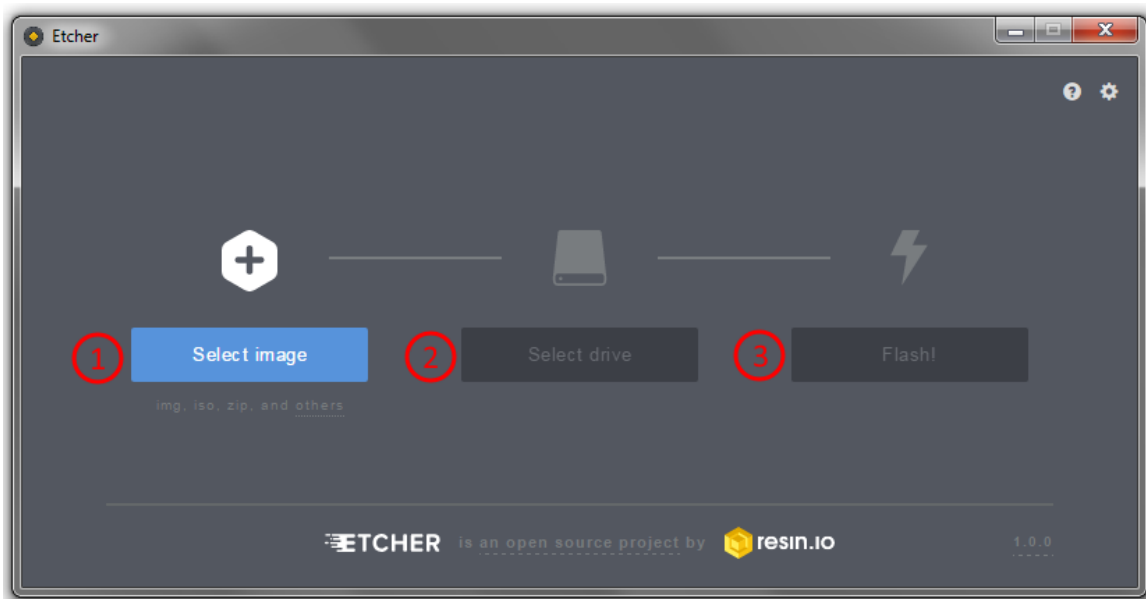 Etcher
1 Select image
2 Select drive
3 Flash!
img, iso, zip, and others
ETCHER is an open source project by resin.io
1.0.0